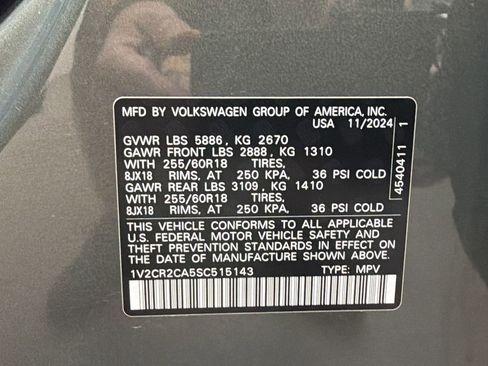 MFD BY VOLKSWAGEN GROUP OF AMERICA, INC.
USA 11/2024
GVWR LBS 5886, KG 2670
GAWR FRONT LBS 2888, KG 1310
WITH 255/60R18 TIRES,
8JX18 RIMS, AT 250 KPA, 36 PSI COLD
GAWR REAR LBS 3109, KG 1410
WITH 255/60R18 TIRES,
8JX18 RIMS, AT 250 KPA, 36 PSI COLD
THIS VEHICLE CONFORMS TO ALL APPLICABLE
U.S. FEDERAL MOTOR VEHICLE SAFETY AND
THEFT PREVENTION STANDARDS IN EFFECT ON
THE DATE OF MANUFACTURE SHOWN ABOVE.
1V2CR2CA5SC515143 TYPE: MPV
4540411 1